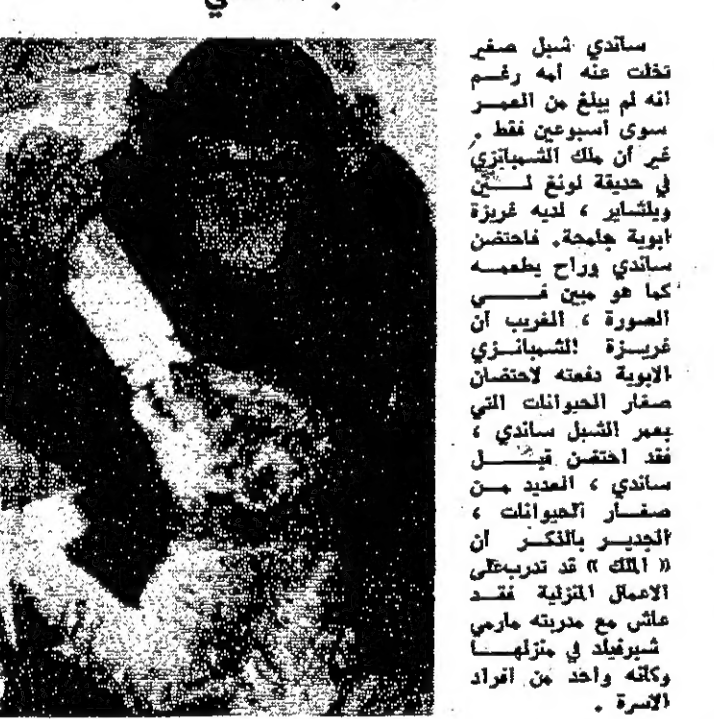 ساندي شبل صغير
تخلت عنه أمه رغم
انه لم يبلغ من العمر
سوى أسبوعين فقط .
غير أن ملك الشمبانزي
في حديقة لونغ لين
ويلتشاير ، لديه غريزة
ابوية جامحة. فاحتضن
ساندي وراح يطعمه
كما هو مبين في
الصورة ، الغريب أن
غريزة الشمبانزي
الابوية دفعته لاحتضان
صغار الحيوانات التي
بعمر الشبل ساندي ،
فقد احتضن قبل
ساندي ، العديد من
صغار الحيوانات ،
الجدير بالذكر أن
« الملك » قد تدرب على
الاعمال المنزلية فقد
عاش مع مدربته مارمي
شيرفيلد في منزلها
وكأنه واحد من أفراد
الاسرة .